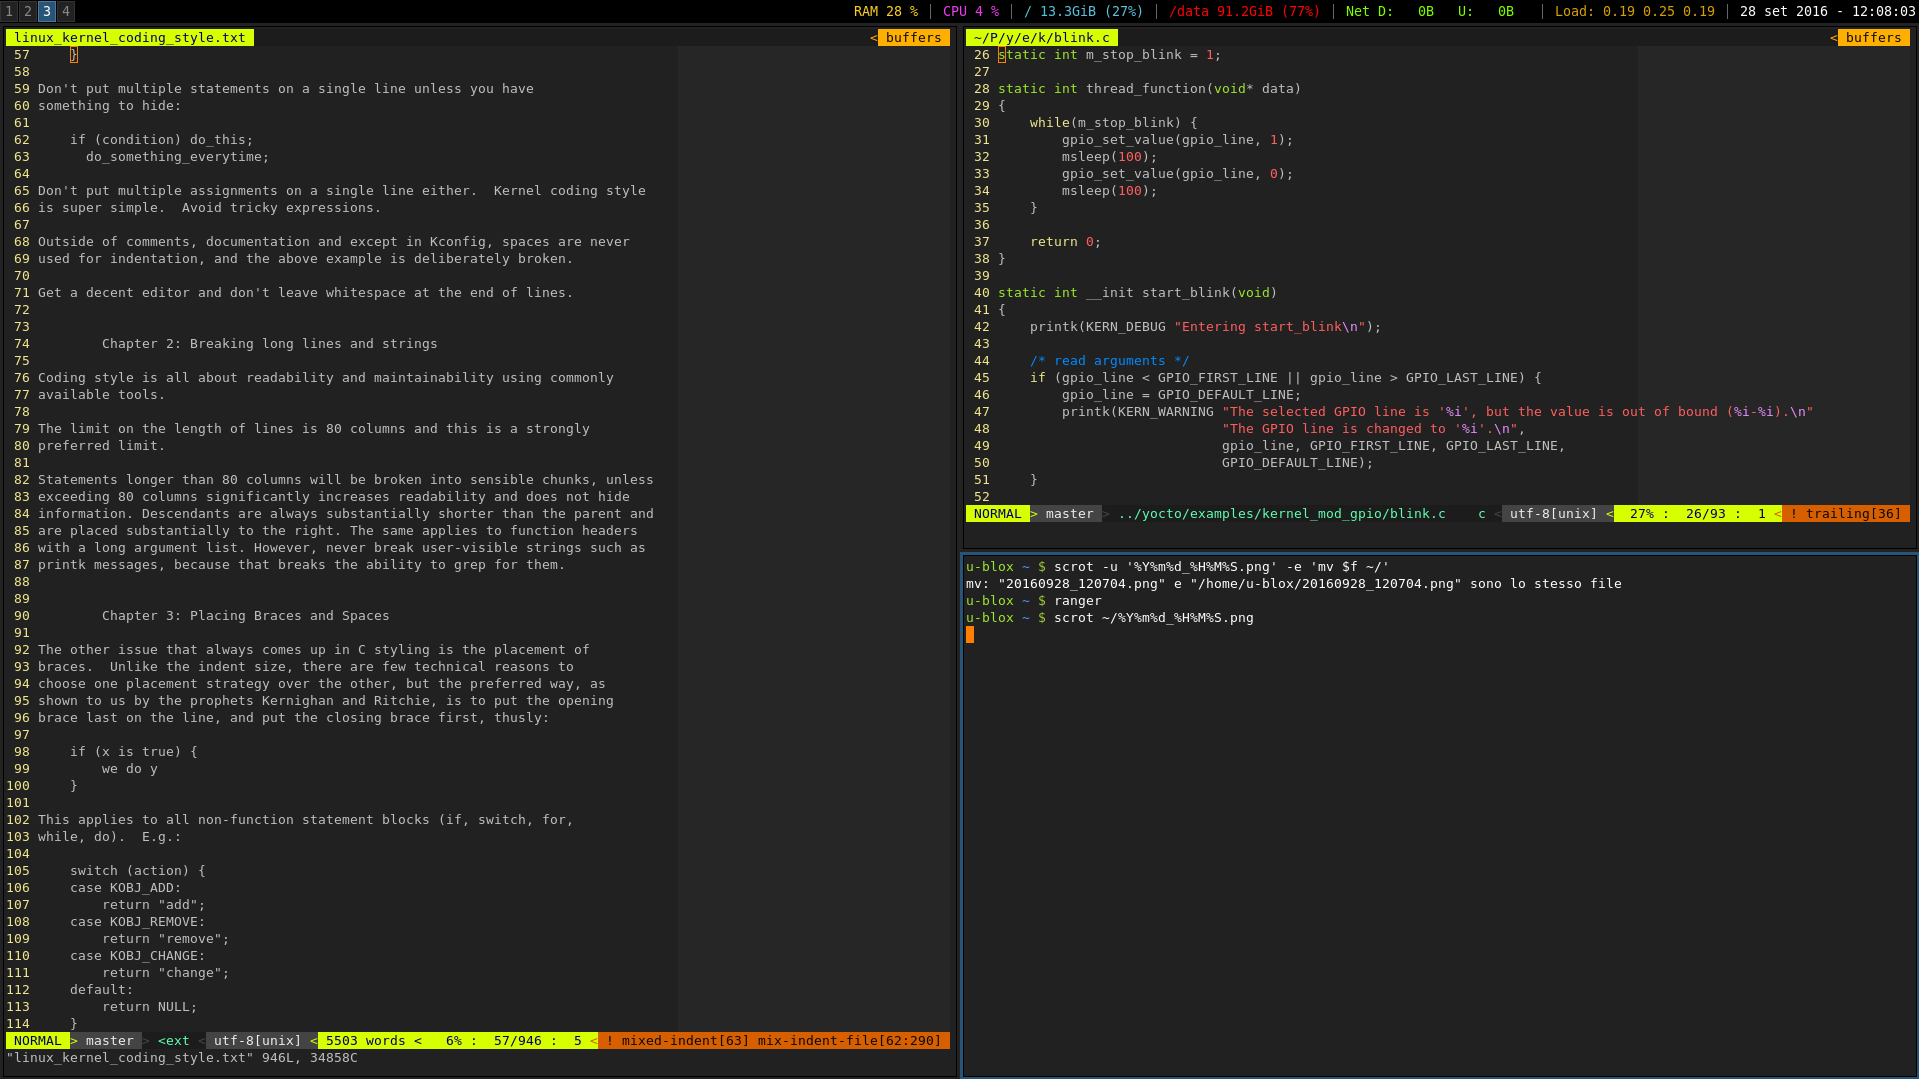 1 2 3 4 RAM 28 % | CPU 4 % | / 13.3GiB (27%) | /data 91.2GiB (77%) | Net D: 0B U: 0B | Load: 0.19 0.25 0.19 | 28 set 2016 - 12:08:03
linux_kernel_coding_style.txt < buffers
57     }
58
59 Don't put multiple statements on a single line unless you have
60 something to hide:
61
62     if (condition) do_this;
63       do_something_everytime;
64
65 Don't put multiple assignments on a single line either.  Kernel coding style
66 is super simple.  Avoid tricky expressions.
67
68 Outside of comments, documentation and except in Kconfig, spaces are never
69 used for indentation, and the above example is deliberately broken.
70
71 Get a decent editor and don't leave whitespace at the end of lines.
72
73
74         Chapter 2: Breaking long lines and strings
75
76 Coding style is all about readability and maintainability using commonly
77 available tools.
78
79 The limit on the length of lines is 80 columns and this is a strongly
80 preferred limit.
81
82 Statements longer than 80 columns will be broken into sensible chunks, unless
83 exceeding 80 columns significantly increases readability and does not hide
84 information. Descendants are always substantially shorter than the parent and
85 are placed substantially to the right. The same applies to function headers
86 with a long argument list. However, never break user-visible strings such as
87 printk messages, because that breaks the ability to grep for them.
88
89
90         Chapter 3: Placing Braces and Spaces
91
92 The other issue that always comes up in C styling is the placement of
93 braces.  Unlike the indent size, there are few technical reasons to
94 choose one placement strategy over the other, but the preferred way, as
95 shown to us by the prophets Kernighan and Ritchie, is to put the opening
96 brace last on the line, and put the closing brace first, thusly:
97
98     if (x is true) {
99         we do y
100     }
101
102 This applies to all non-function statement blocks (if, switch, for,
103 while, do).  E.g.:
104
105     switch (action) {
106     case KOBJ_ADD:
107         return "add";
108     case KOBJ_REMOVE:
109         return "remove";
110     case KOBJ_CHANGE:
111         return "change";
112     default:
113         return NULL;
114     }
NORMAL > master > <ext < utf-8[unix] < 5503 words < 6% : 57/946 : 5 < ! mixed-indent[63] mix-indent-file[62:290]
"linux_kernel_coding_style.txt" 946L, 34858C
~/P/y/e/k/blink.c < buffers
26 static int m_stop_blink = 1;
27
28 static int thread_function(void* data)
29 {
30     while(m_stop_blink) {
31         gpio_set_value(gpio_line, 1);
32         msleep(100);
33         gpio_set_value(gpio_line, 0);
34         msleep(100);
35     }
36
37     return 0;
38 }
39
40 static int __init start_blink(void)
41 {
42     printk(KERN_DEBUG "Entering start_blink\n");
43
44     /* read arguments */
45     if (gpio_line < GPIO_FIRST_LINE || gpio_line > GPIO_LAST_LINE) {
46         gpio_line = GPIO_DEFAULT_LINE;
47         printk(KERN_WARNING "The selected GPIO line is '%i', but the value is out of bound (%i-%i).\n"
48                             "The GPIO line is changed to '%i'.\n",
49                             gpio_line, GPIO_FIRST_LINE, GPIO_LAST_LINE,
50                             GPIO_DEFAULT_LINE);
51     }
52
NORMAL > master > ../yocto/examples/kernel_mod_gpio/blink.c c < utf-8[unix] < 27% : 26/93 : 1 < ! trailing[36]
u-blox ~ $ scrot -u '%Y%m%d_%H%M%S.png' -e 'mv $f ~/'
mv: "20160928_120704.png" e "/home/u-blox/20160928_120704.png" sono lo stesso file
u-blox ~ $ ranger
u-blox ~ $ scrot ~/%Y%m%d_%H%M%S.png